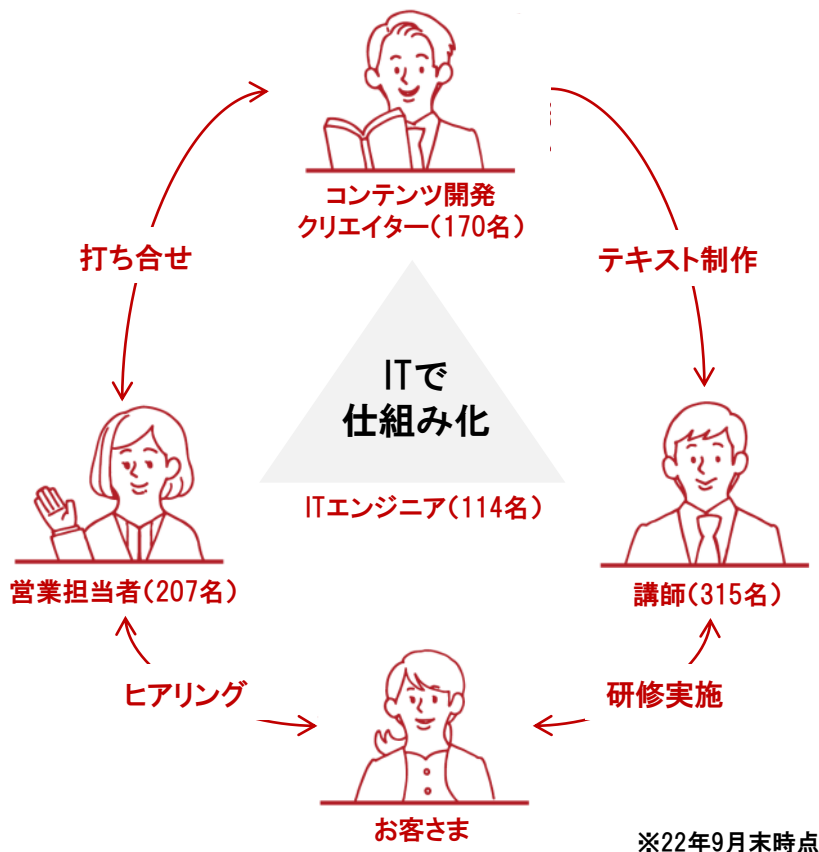 コンテンツ開発
クリエイター(170名)
打ち合せ
テキスト制作
ITで
仕組み化
ITエンジニア(114名)
営業担当者(207名)
講師(315名)
ヒアリング
研修実施
お客さま
※22年9月末時点